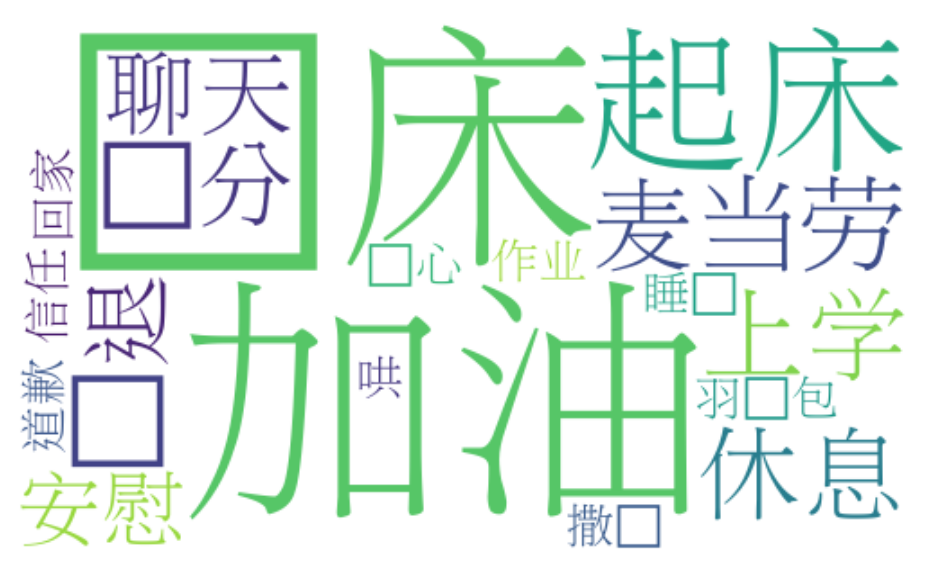 □床
聊天
□分
起床
麦当劳
回家
信任
□心
作业
睡□
□退
加油
上学
哄
羽□包
道歉
安慰
休息
撒□